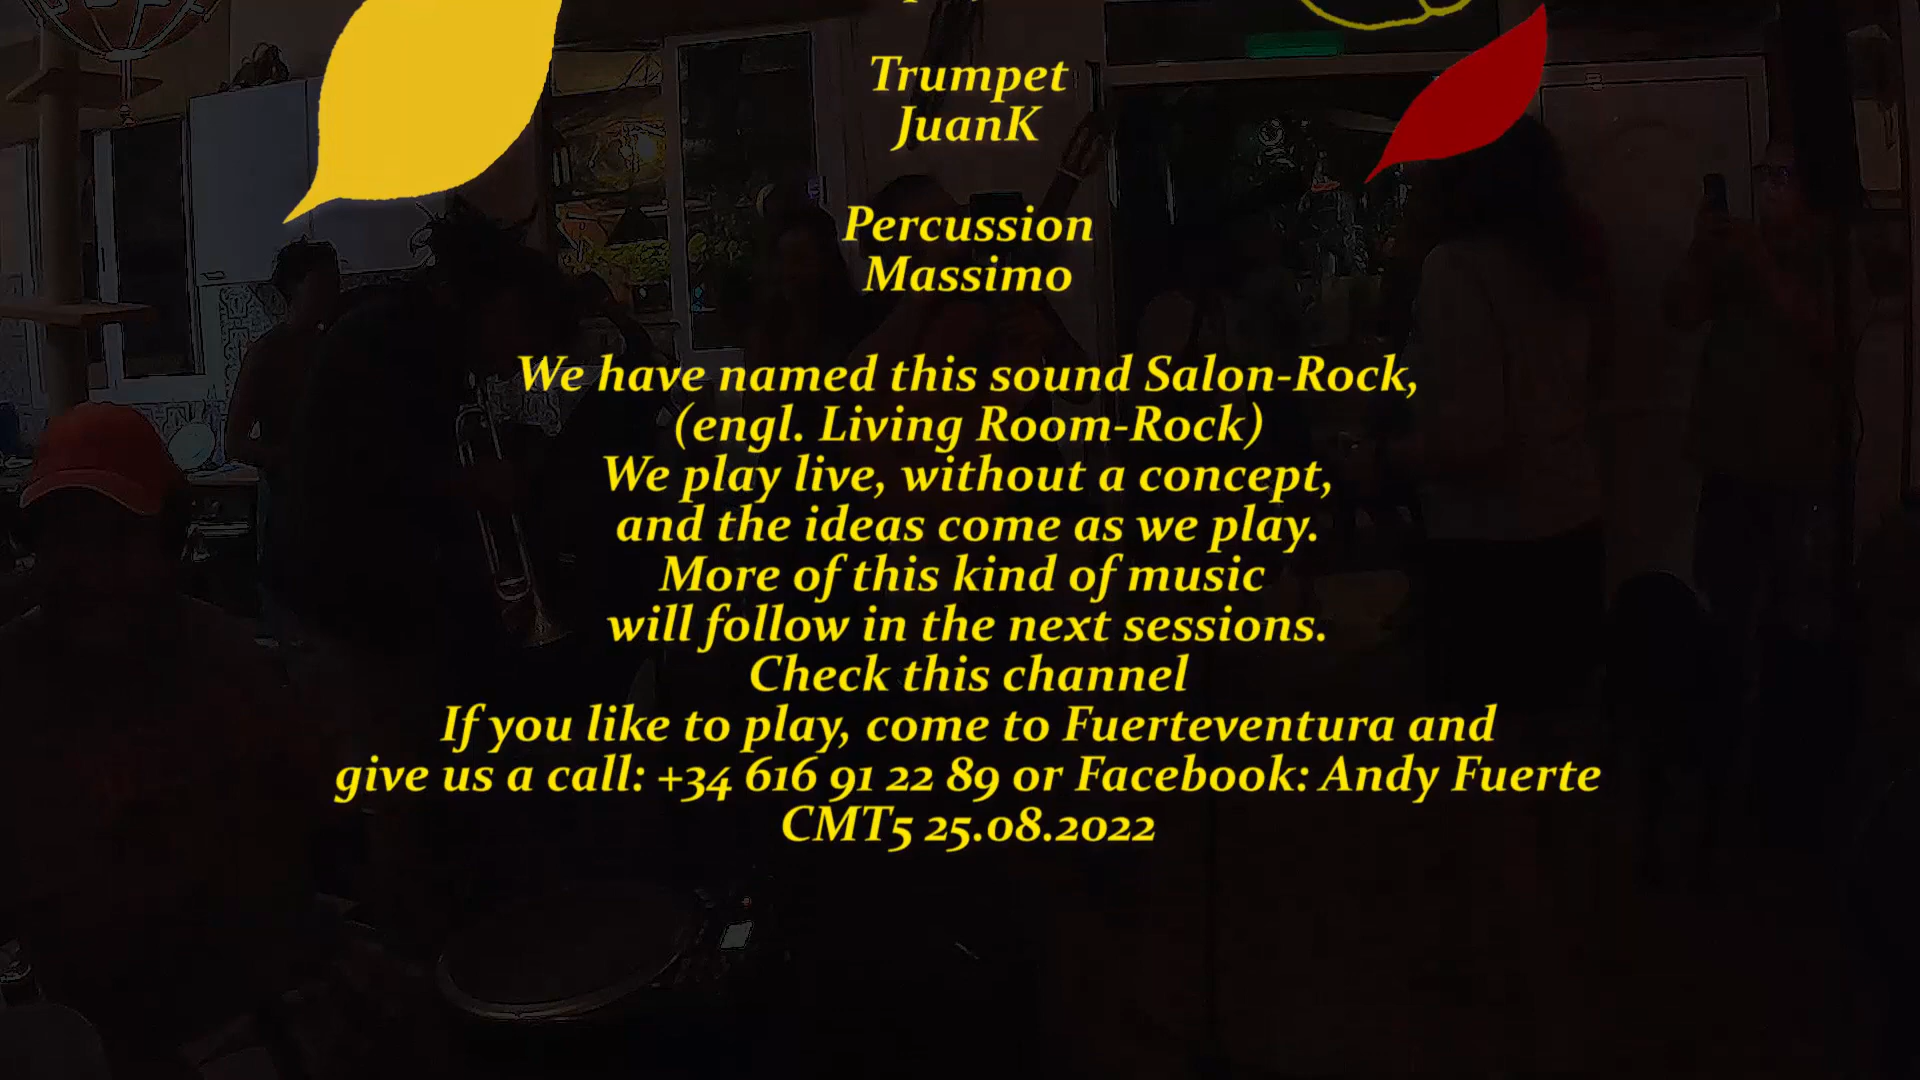 Trumpet
JuanK
Percussion
Massimo
We have named this sound Salon-Rock,
(engl. Living Room-Rock)
We play live, without a concept,
and the ideas come as we play.
More of this kind of music
will follow in the next sessions.
Check this channel
If you like to play, come to Fuerteventura and
give us a call: +34 616 91 22 89 or Facebook: Andy Fuerte
CMT5 25.08.2022